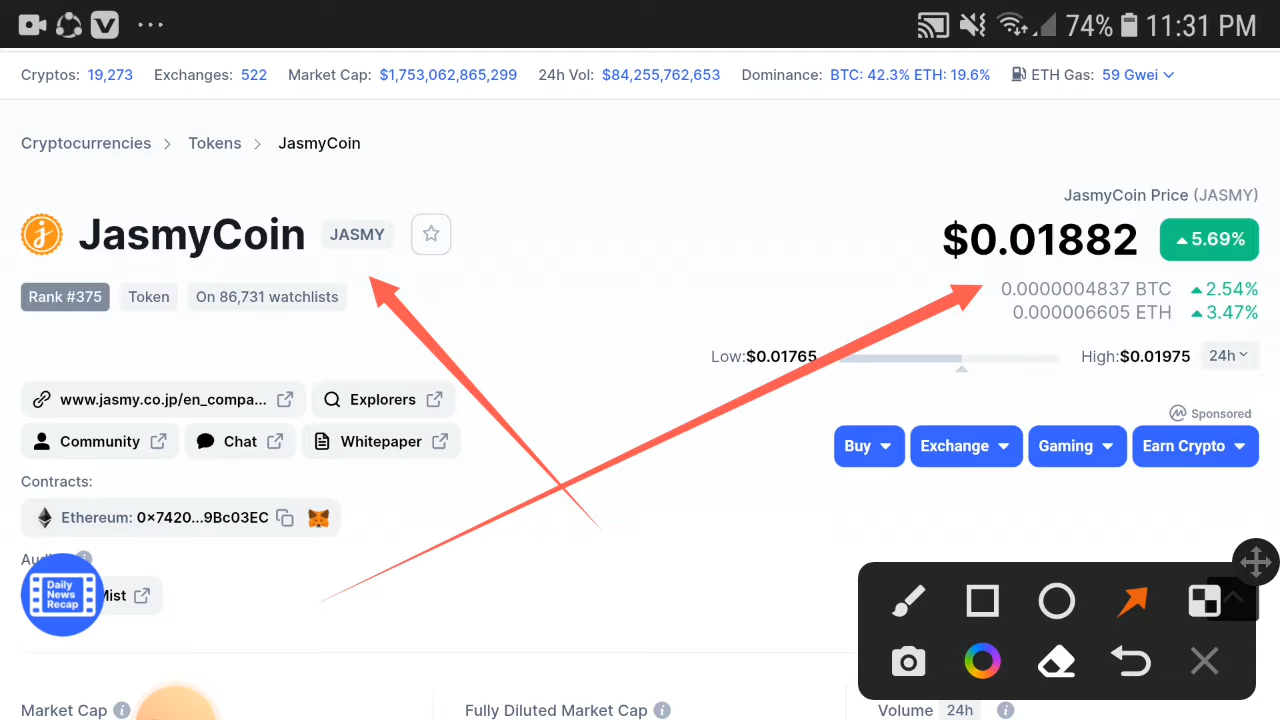 74% 11:31 PM
Cryptos: 19,273 Exchanges: 522 Market Cap: $1,753,062,865,299 24h Vol: $84,255,762,653 Dominance: BTC: 42.3% ETH: 19.6% ETH Gas: 59 Gwei
Cryptocurrencies > Tokens > JasmyCoin
JasmyCoin Price (JASMY)
JasmyCoin JASMY
$0.01882 5.69%
0.0000004837 BTC 2.54%
Rank #375 Token On 86,731 watchlists
0.000006605 ETH 3.47%
Low:$0.01765 High:$0.01975 24h
www.jasmy.co.jp/en_compa... Explorers
Sponsored
Community Chat Whitepaper
Buy Exchange Gaming Earn Crypto
Contracts:
Ethereum: 0x7420...9Bc03EC
Daily
News
Recap
Market Cap Fully Diluted Market Cap Volume 24h